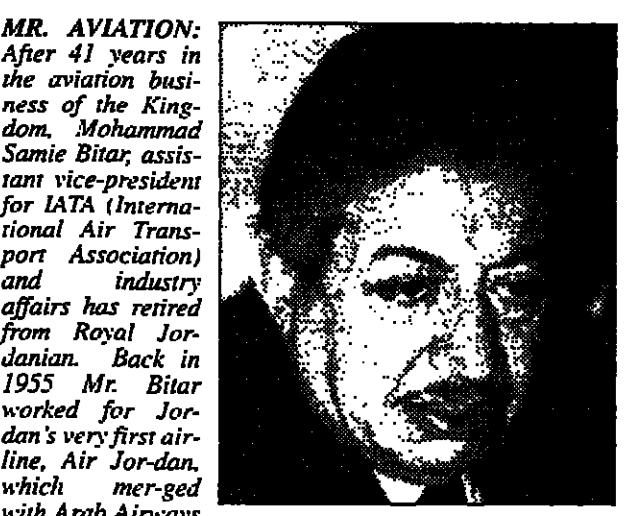 MR. AVIATION:
After 41 years in
the aviation busi-
ness of the King-
dom, Mohammad
Samie Bitar, assis-
tant vice-president
for IATA (Interna-
tional Air Trans-
port Association)
and industry
affairs has retired
from Royal Jor-
danian. Back in
1955 Mr. Bitar
worked for Jor-
dan's very first air-
line, Air Jor-dan,
which mer-ged
with Arab Airways